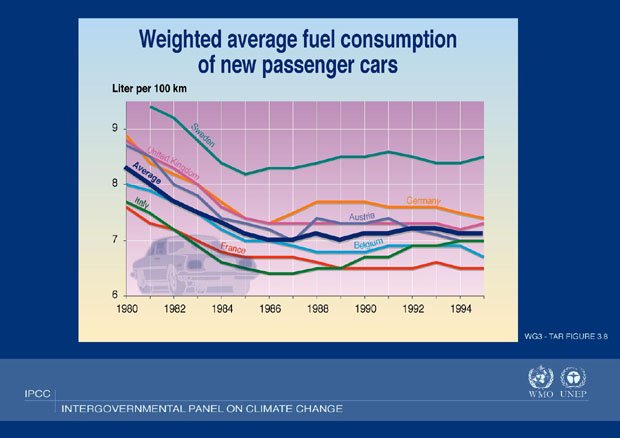 Weighted average fuel consumption
of new passenger cars
Liter per 100 km
9
8
7
6
Sweden
United Kingdom
Average
Italy
Germany
Austria
Belgium
France
1980 1982 1984 1986 1988 1990 1992 1994
WG3 - TAR FIGURE 3.8
IPCC
INTERGOVERNMENTAL PANEL ON CLIMATE CHANGE
WMO UNEP